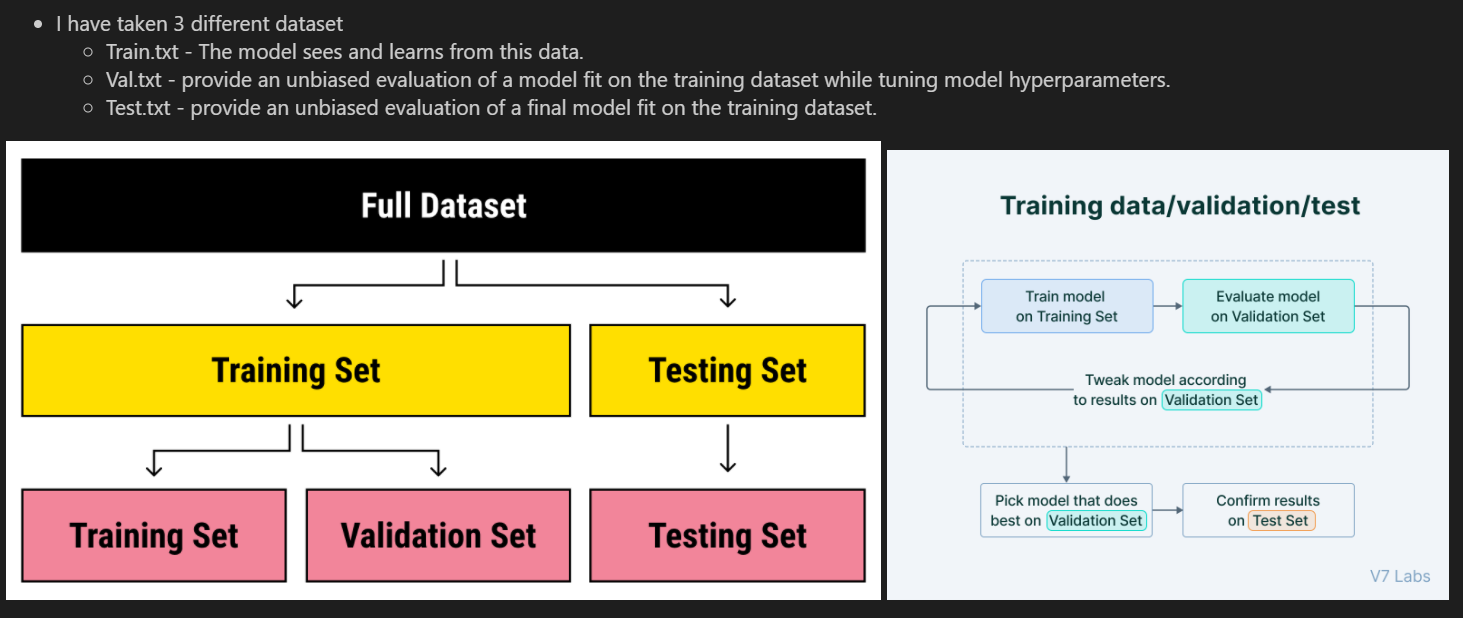 I have taken 3 different dataset
Train.txt - The model sees and learns from this data.
Val.txt - provide an unbiased evaluation of a model fit on the training dataset while tuning model hyperparameters.
Test.txt - provide an unbiased evaluation of a final model fit on the training dataset.
Full Dataset
Training Set
Testing Set
Training Set
Validation Set
Testing Set
Training data/validation/test
Train model
on Training Set
Evaluate model
on Validation Set
Tweak model according
to results on Validation Set
Pick model that does
best on Validation Set
Confirm results
on Test Set
V7 Labs